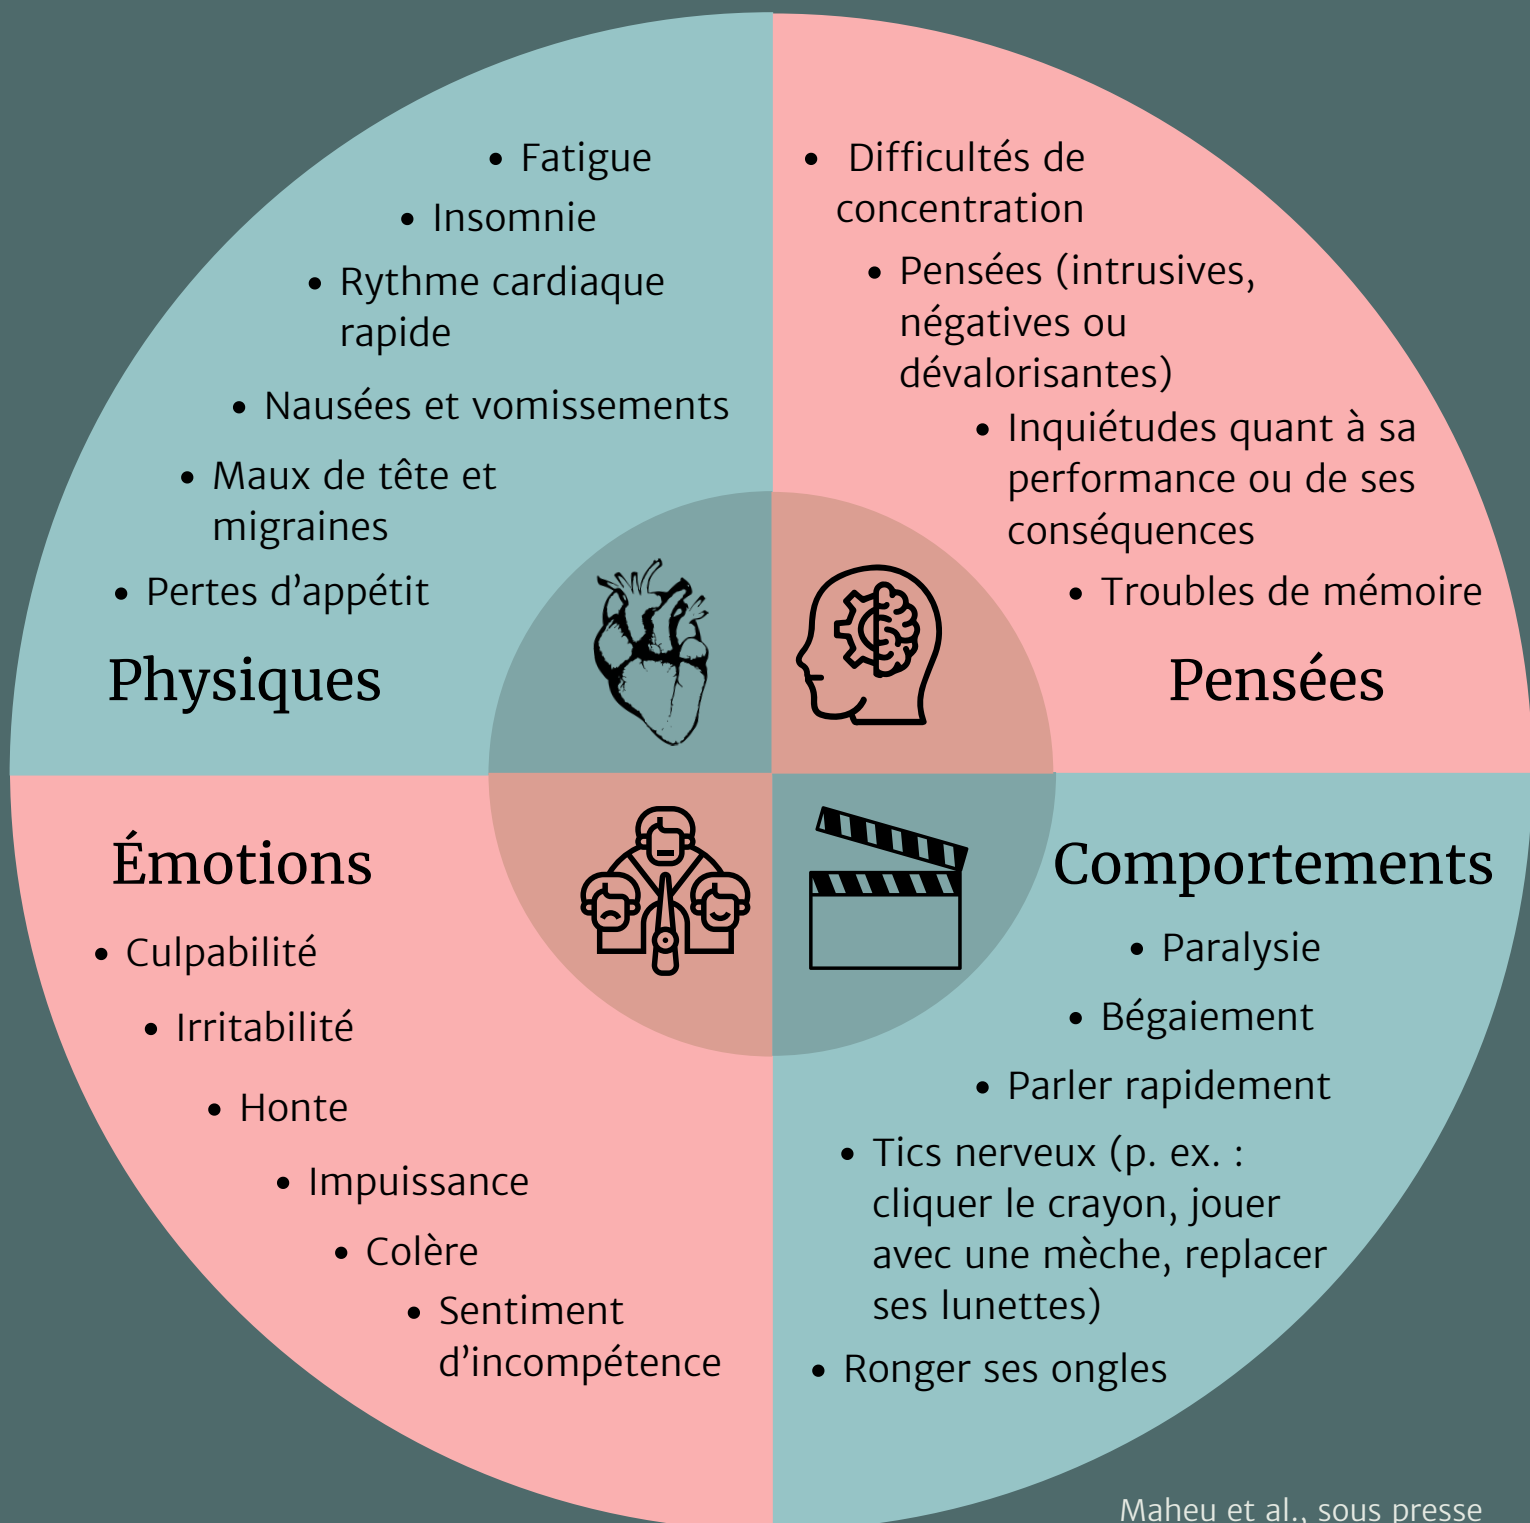 • Fatigue
• Insomnie
• Rythme cardiaque
rapide
• Nausées et vomissements
• Maux de tête et
migraines
• Pertes d’appétit
Physiques
• Difficultés de
concentration
• Pensées (intrusives,
négatives ou
dévalorisantes)
• Inquiétudes quant à sa
performance ou de ses
conséquences
• Troubles de mémoire
Pensées
Émotions
• Culpabilité
• Irritabilité
• Honte
• Impuissance
• Colère
• Sentiment
d’incompétence
Comportements
• Paralysie
• Bégaiement
• Parler rapidement
• Tics nerveux (p. ex. :
cliquer le crayon, jouer
avec une mèche, replacer
ses lunettes)
• Ronger ses ongles
Maheu et al., sous presse